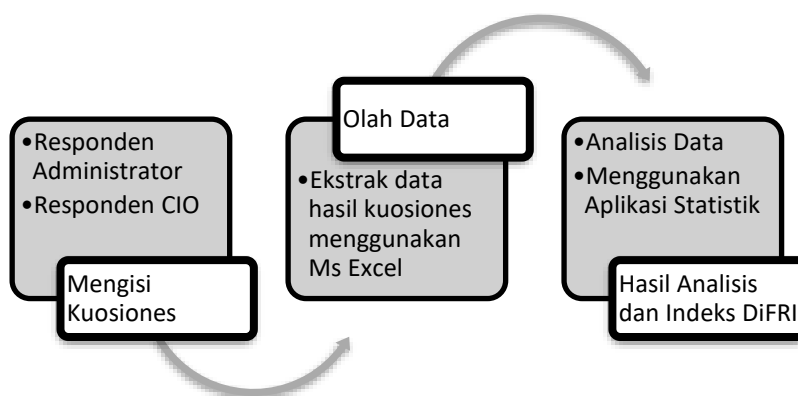 •Responden
Administrator
•Responden CIO
Mengisi
Kuosiones
Olah Data
•Ekstrak data
hasil kuosiones
menggunakan
Ms Excel
•Analisis Data
•Menggunakan
Aplikasi Statistik
Hasil Analisis
dan Indeks DiFRI